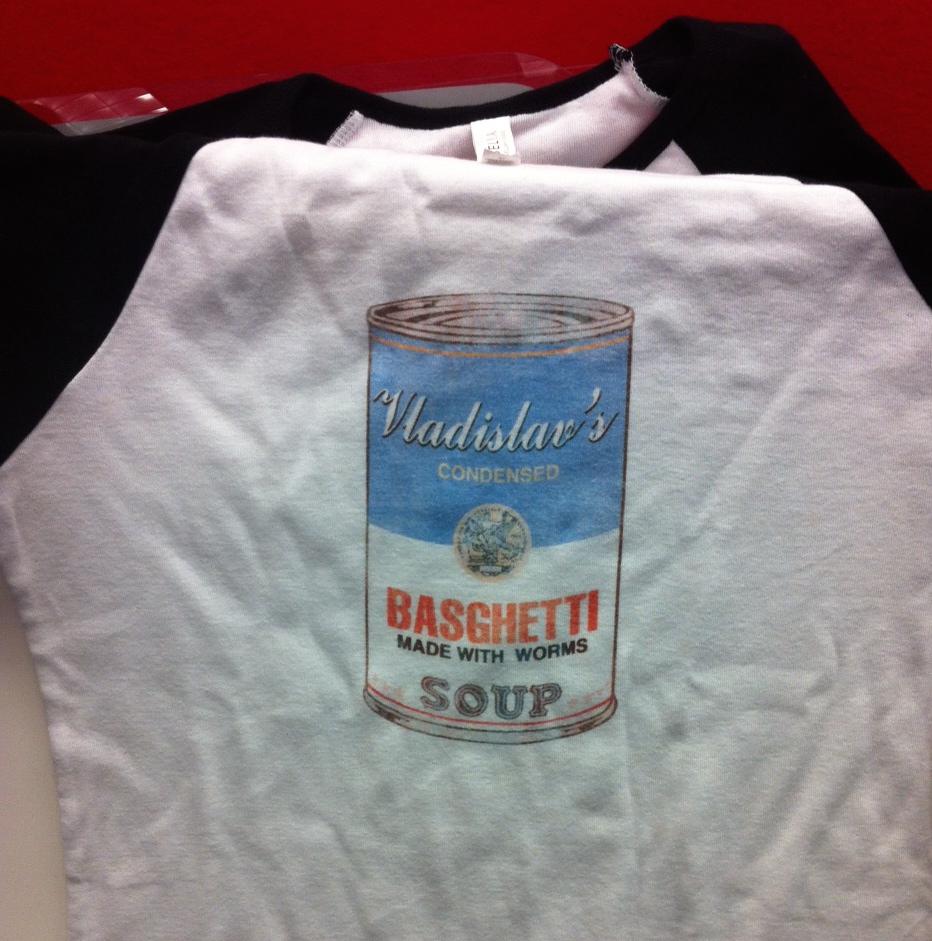 Vladislav's
CONDENSED
BASGHETTI
MADE WITH WORMS
SOUP